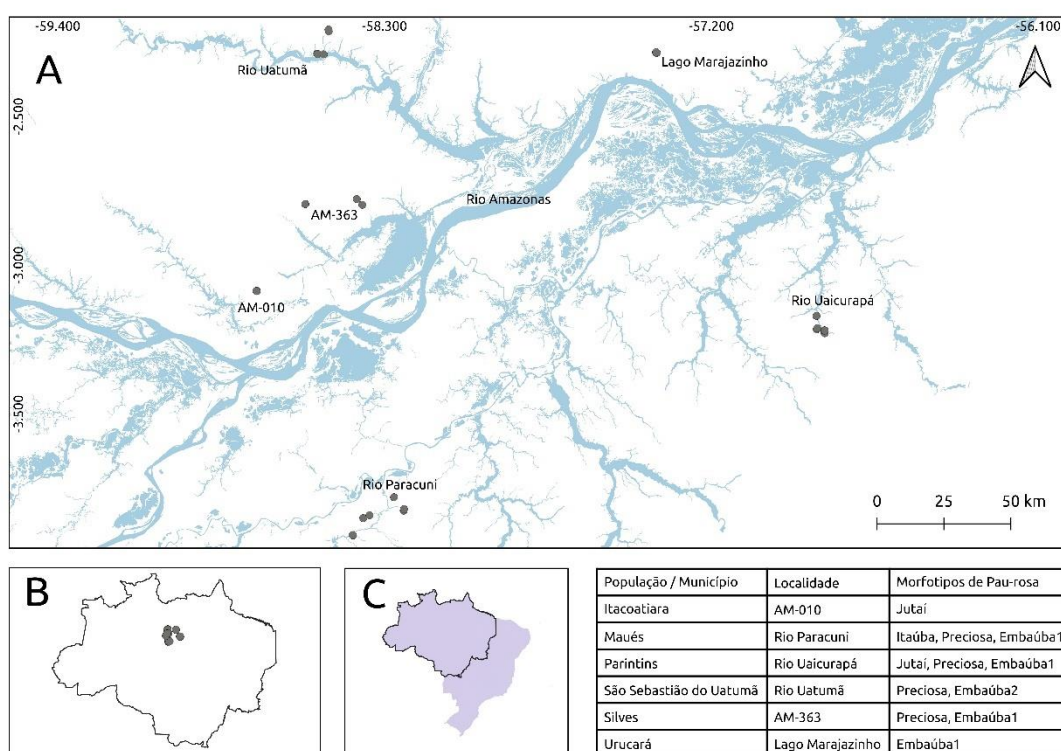 -59.400 -58.300 -57.200 -56.100
A
Rio Uatumã
Lago Marajazinho
-2.500
Rio Amazonas
AM-363
-3.000
AM-010
Rio Uaicurapá
-3.500
Rio Paracuni
0 25 50 km
B
C
População / Município Localidade Morfotipos de Pau-rosa
Itacoatiara AM-010 Jutaí
Maués Rio Paracuni Itaúba, Preciosa, Embaúba1
Parintins Rio Uaicurapá Jutaí, Preciosa, Embaúba1
São Sebastião do Uatumã Rio Uatumã Preciosa, Embaúba2
Silves AM-363 Preciosa, Embaúba1
Urucará Lago Marajazinho Embaúba1